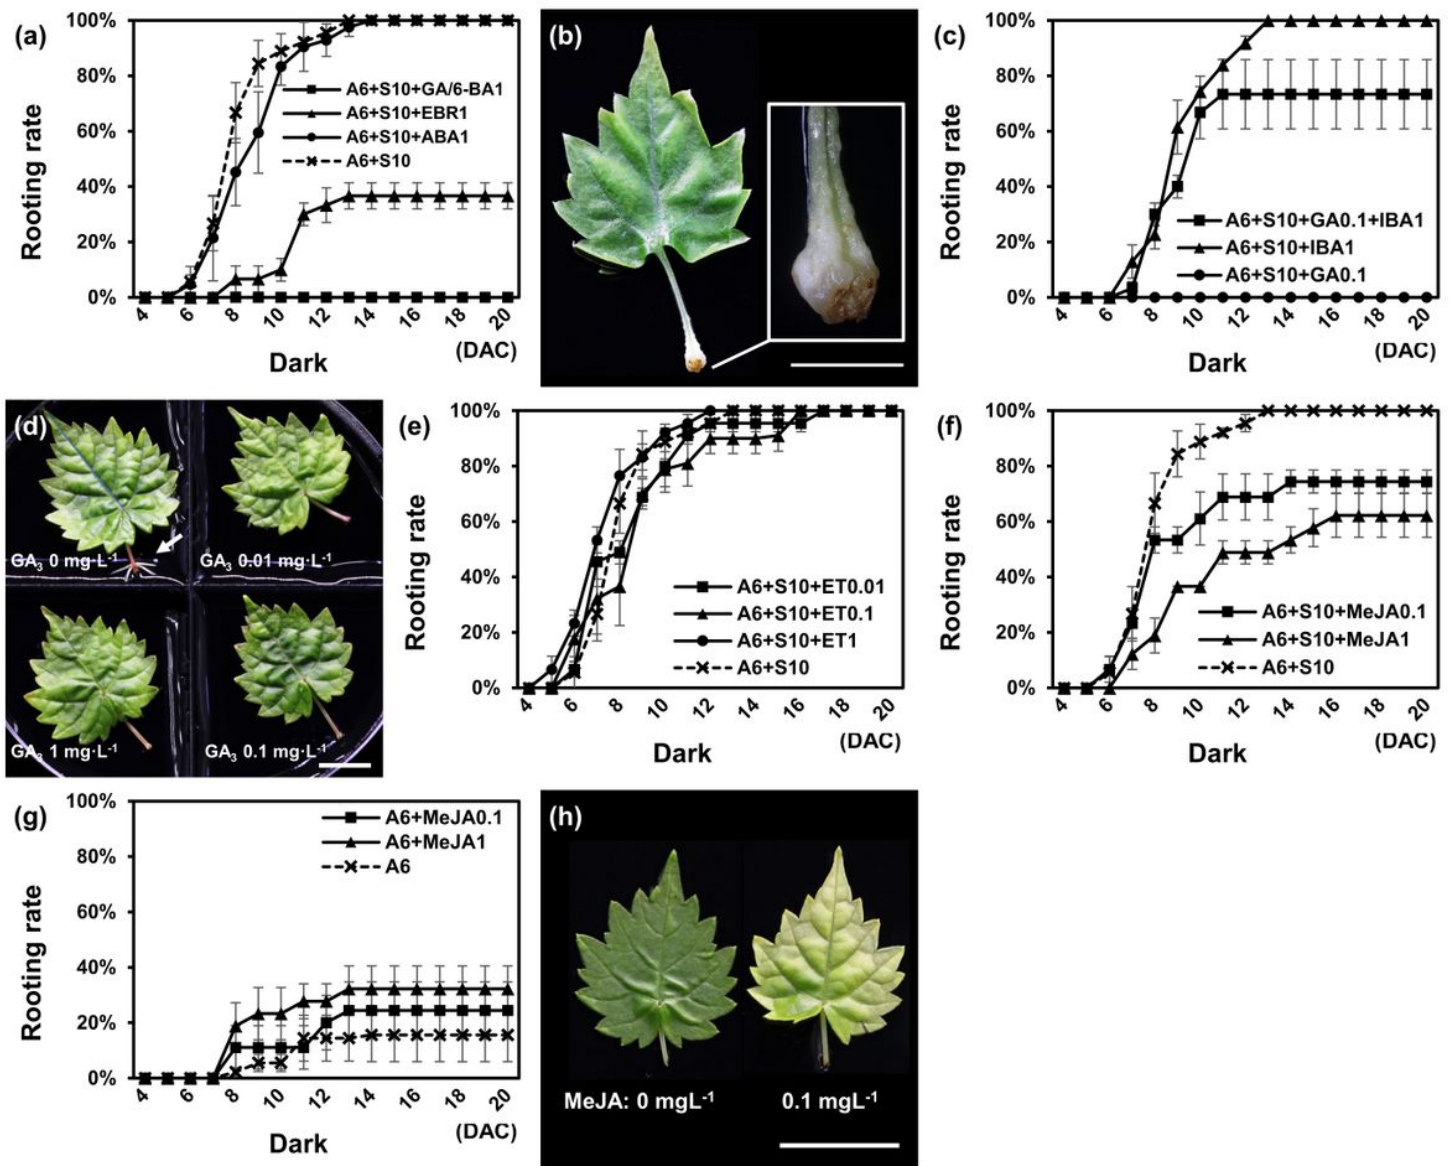 (a)
Rooting rate
100%
80%
60%
40%
20%
0%
A6+S10+GA/6-BA1
A6+S10+EBR1
A6+S10+ABA1
A6+S10
4 6 8 10 12 14 16 18 20
Dark
(DAC)
(b)
(c)
Rooting rate
100%
80%
60%
40%
20%
0%
A6+S10+GA0.1+IBA1
A6+S10+IBA1
A6+S10+GA0.1
4 6 8 10 12 14 16 18 20
Dark
(DAC)
(d)
GA₃ 0 mg·L⁻¹
GA₃ 0.01 mg·L⁻¹
GA₃ 1 mg·L⁻¹
GA₃ 0.1 mg·L⁻¹
(e)
Rooting rate
100%
80%
60%
40%
20%
0%
A6+S10+ET0.01
A6+S10+ET0.1
A6+S10+ET1
A6+S10
4 6 8 10 12 14 16 18 20
Dark
(DAC)
(f)
Rooting rate
100%
80%
60%
40%
20%
0%
A6+S10+MeJA0.1
A6+S10+MeJA1
A6+S10
4 6 8 10 12 14 16 18 20
Dark
(DAC)
(g)
Rooting rate
100%
80%
60%
40%
20%
0%
A6+MeJA0.1
A6+MeJA1
A6
4 6 8 10 12 14 16 18 20
Dark
(DAC)
(h)
MeJA: 0 mgL⁻¹
0.1 mgL⁻¹